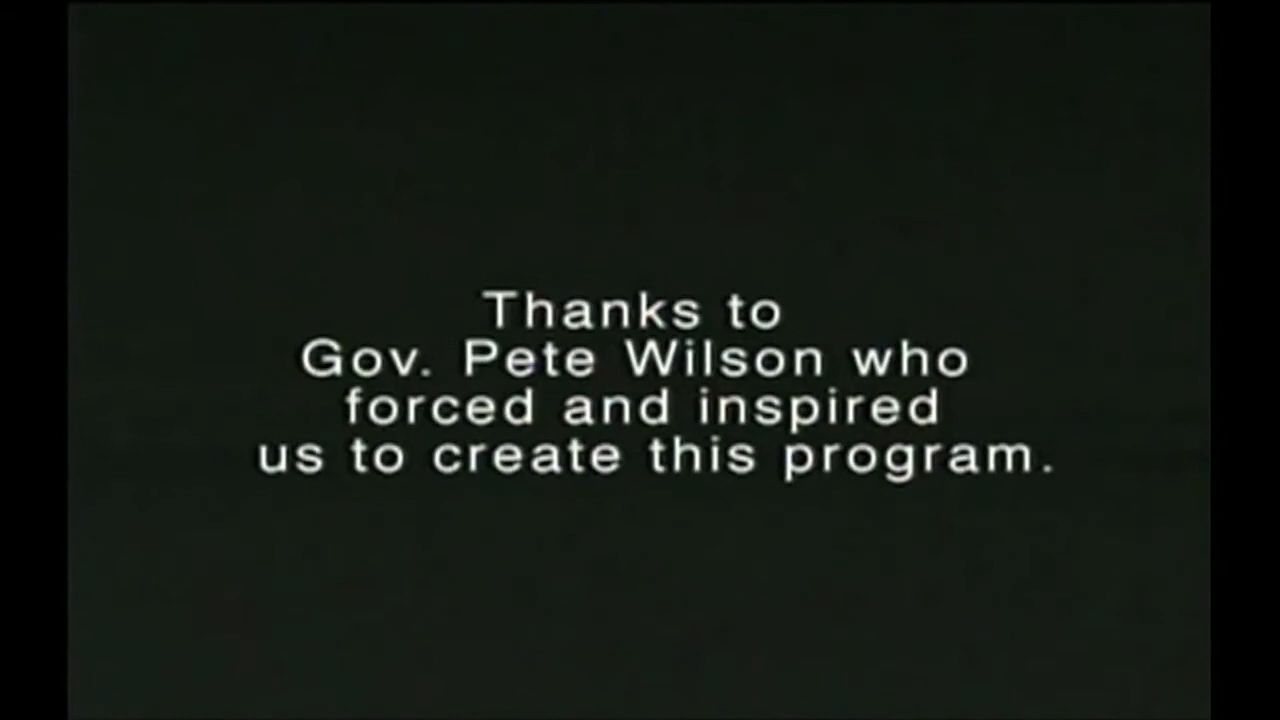 Thanks to
Gov. Pete Wilson who
forced and inspired
us to create this program.